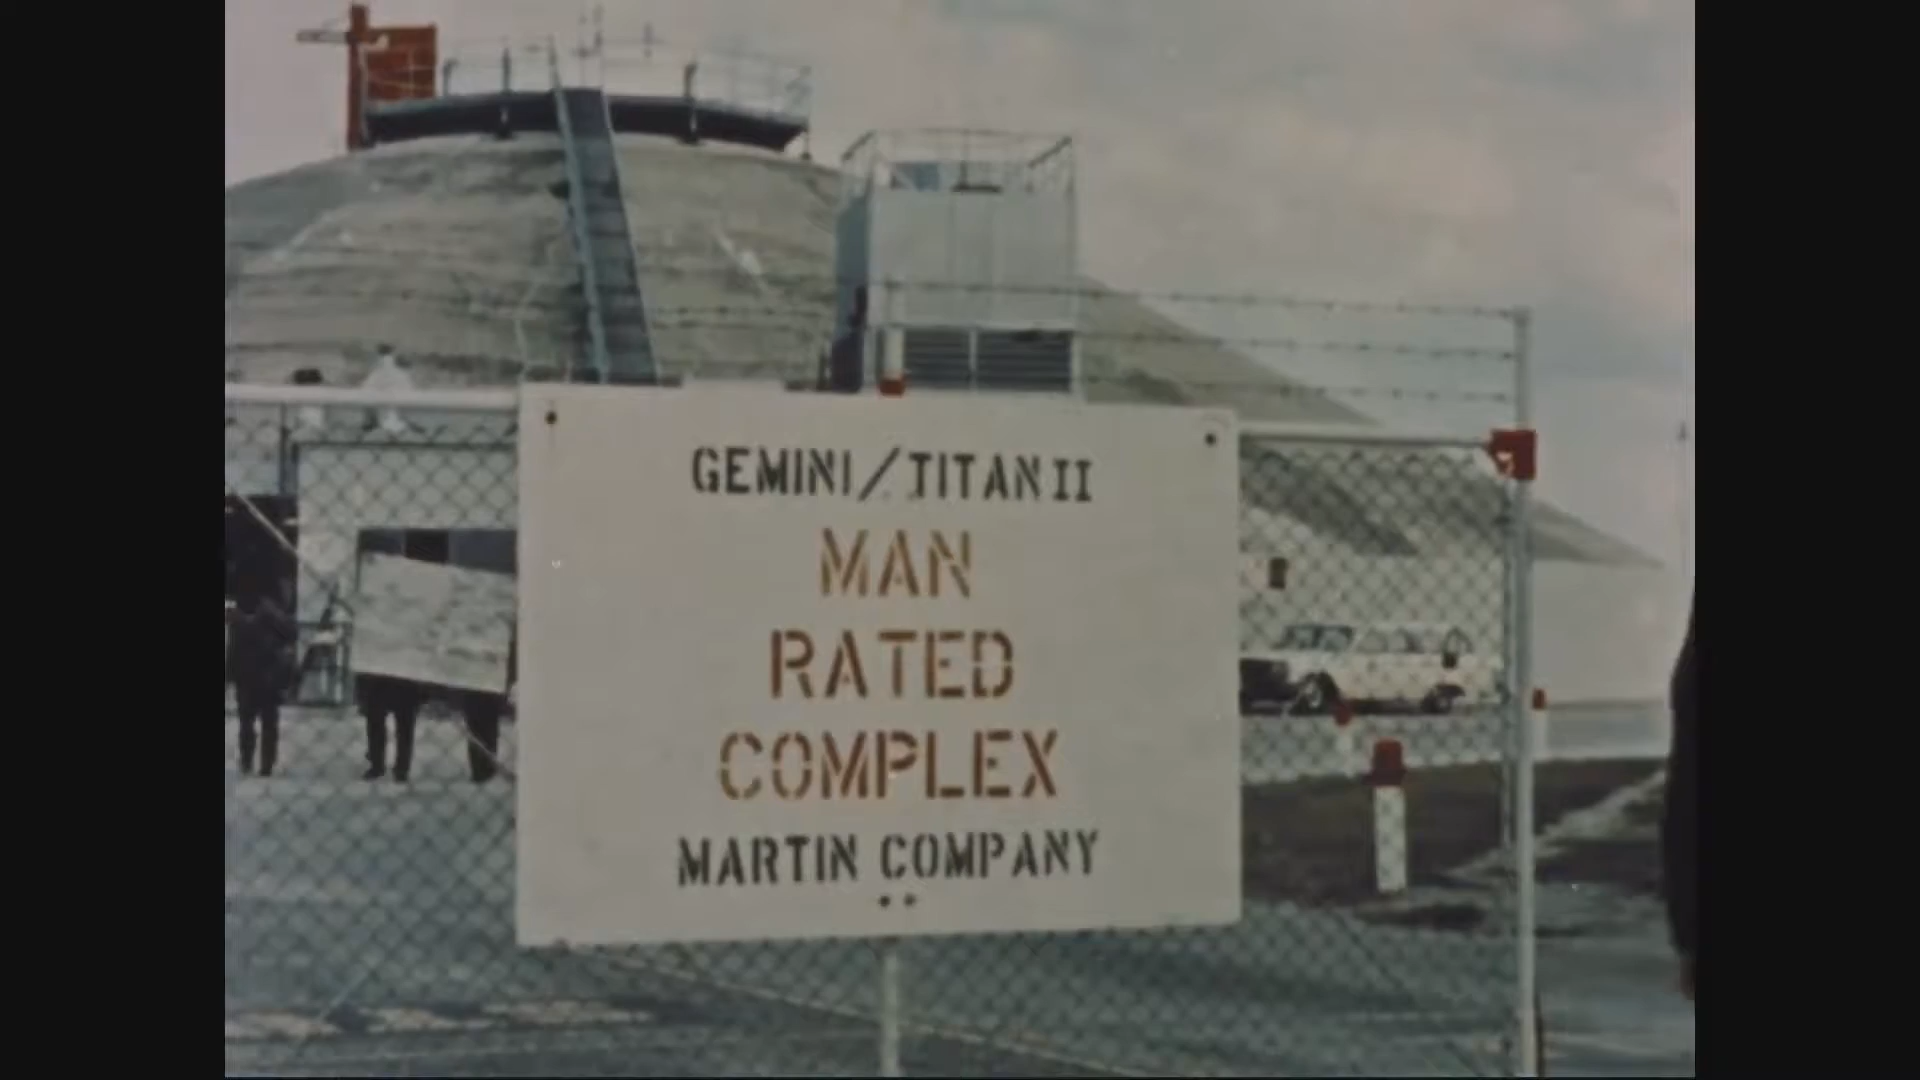 GEMINI/TITAN II
MAN
RATED
COMPLEX
MARTIN COMPANY